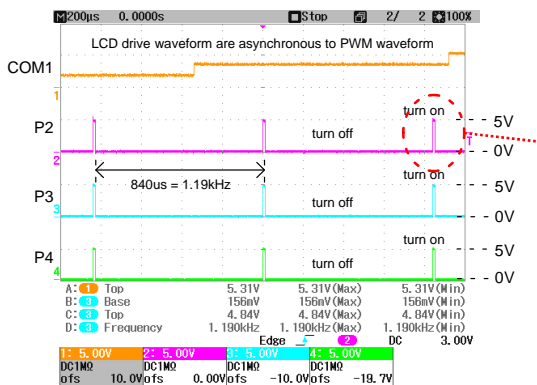 M 200µs 0.0000s Stop 2/ 2 100%
LCD drive waveform are asynchronous to PWM waveform
COM1
1
turn on
P2 turn off 5V
T
2 0V
840us = 1.19kHz
turn on
P3 5V
3 turn off 0V
turn on
P4 5V
turn off
4 0V
A: 1 Top 5.31V 5.31V(Max) 5.31V(Min)
B: 3 Base 156mV 156mV(Max) 156mV(Min)
C: 3 Top 4.84V 4.84V(Max) 4.84V(Min)
D: 3 Frequency 1.190kHz 1.190kHz(Max) 1.190kHz(Min)
Edge 2 DC 3.00V
1: 5.00V 2: 5.00V 3: 5.00V 4: 5.00V
DC1MΩ DC1MΩ DC1MΩ DC1MΩ
ofs 10.0V ofs 0.00V ofs -10.0V ofs -19.7V